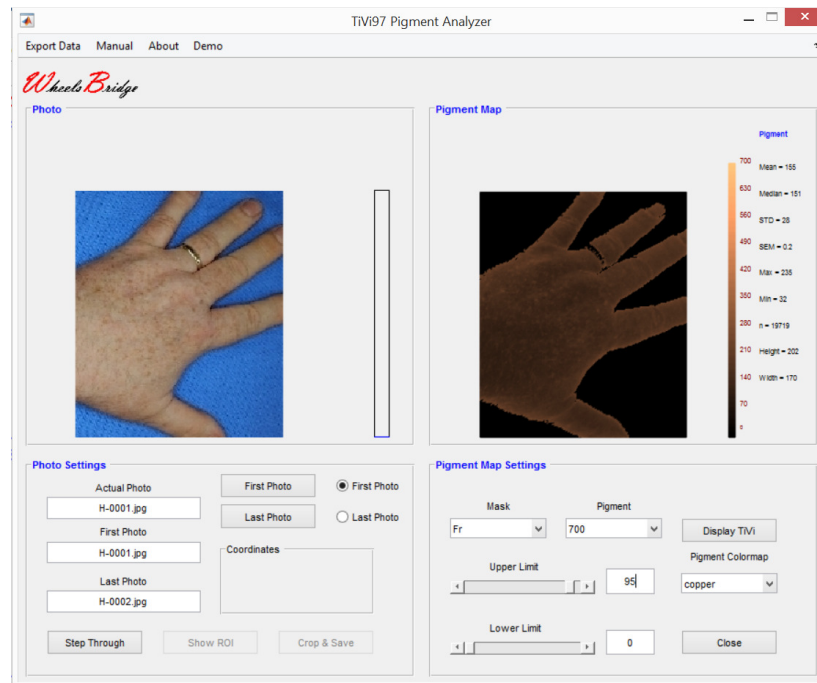 TiVi97 Pigment Analyzer
Export Data Manual About Demo
WheelsBridge
Photo
Pigment Map
Pigment
700
630
560
490
420
350
280
210
140
70
0
Mean = 155
Median = 151
STD = 28
SEM = 0.2
Max = 235
Min = 32
n = 19719
Height = 202
Width = 170
Photo Settings
Actual Photo
H-0001.jpg
First Photo
H-0001.jpg
Last Photo
H-0002.jpg
First Photo
Last Photo
First Photo
Last Photo
Coordinates
Step Through
Show ROI
Crop & Save
Pigment Map Settings
Mask
Fr
Pigment
700
Display TiVi
Upper Limit
95
Pigment Colormap
copper
Lower Limit
0
Close